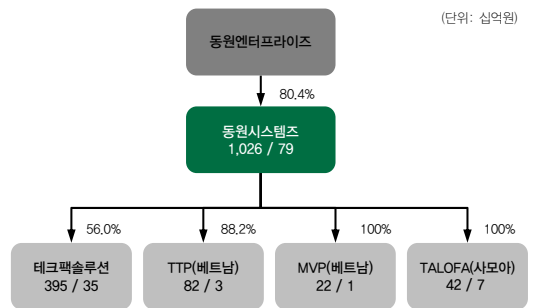 (단위: 십억원)
동원엔터프라이즈
80.4%
동원시스템즈
1,026 / 79
56.0%
88.2%
100%
100%
테크팩솔루션
395 / 35
TTP(베트남)
82 / 3
MVP(베트남)
22 / 1
TALOFA(사모아)
42 / 7